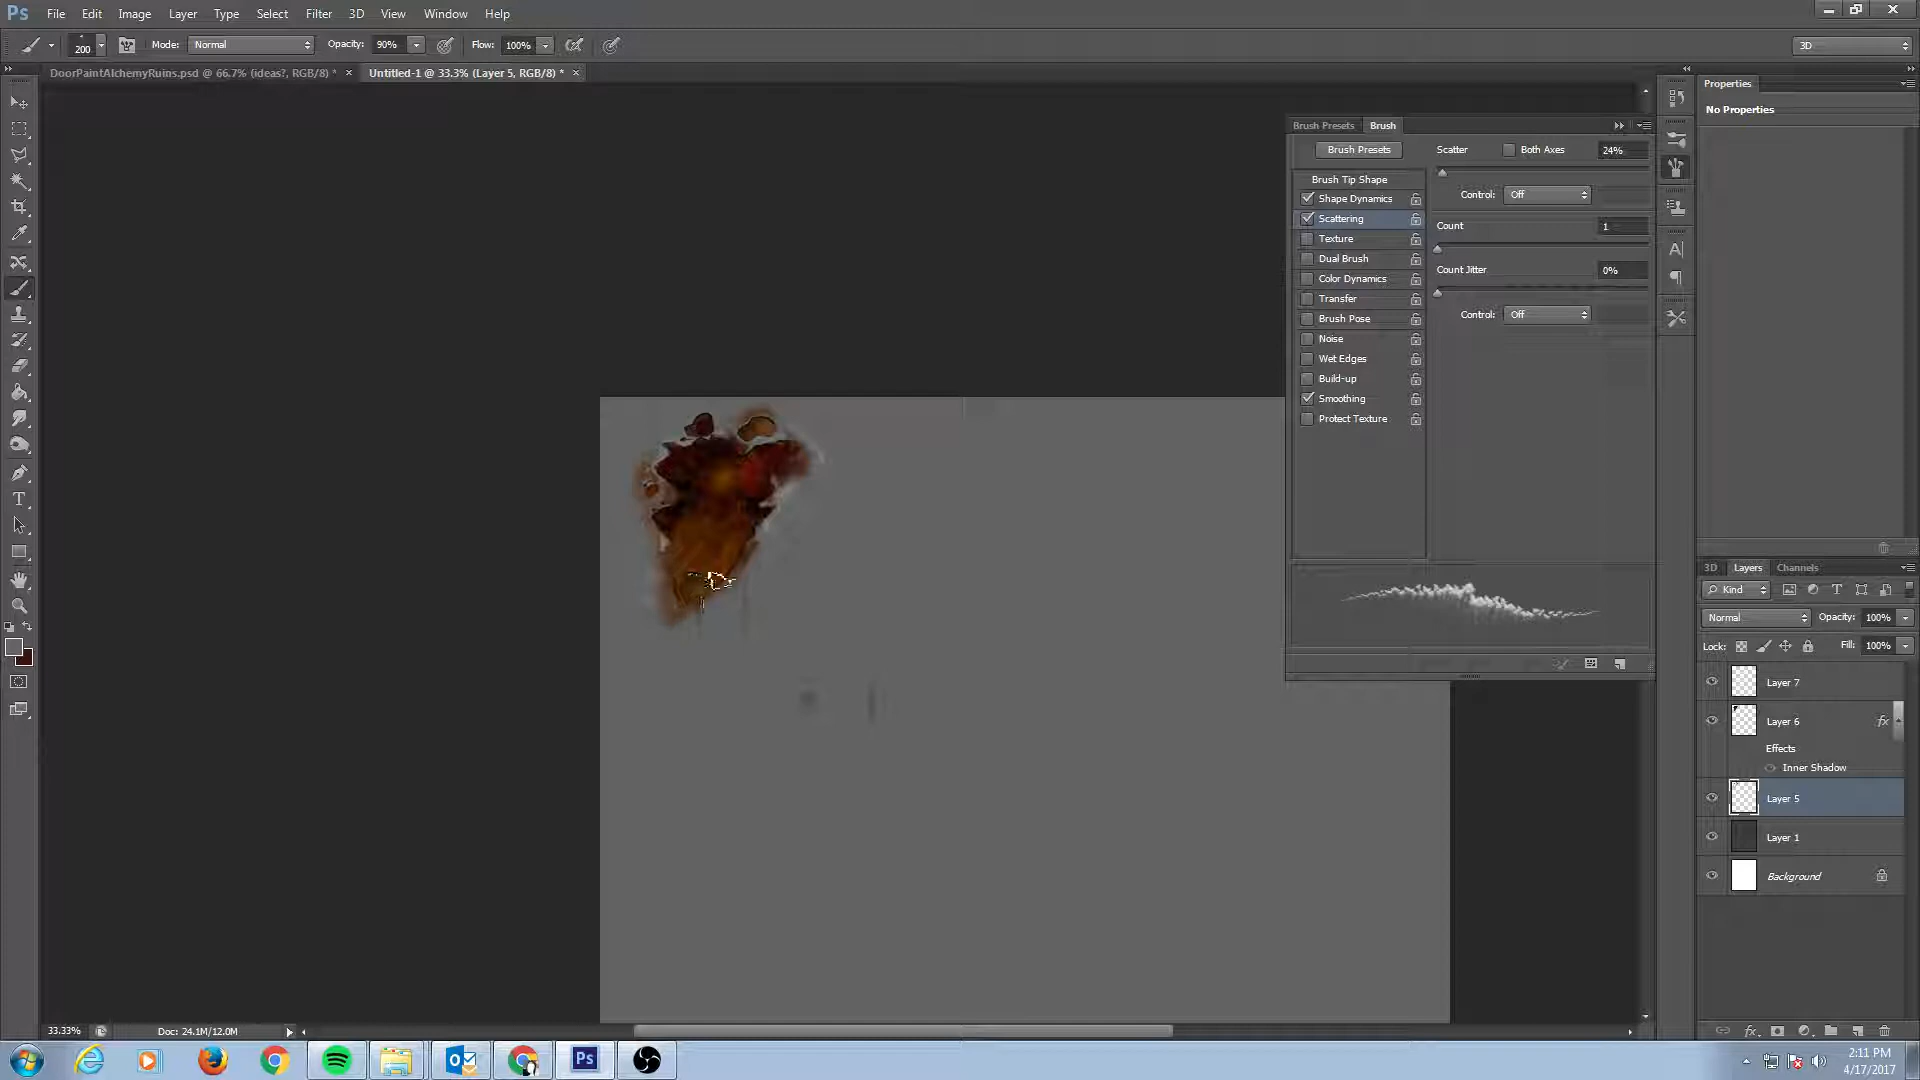 Ps File Edit Image Layer Type Select Filter 3D View Window Help
200 Mode: Normal Opacity: 90% Flow: 100% 3D
DoorPaintAlchemyRuins.psd @ 66.7% (ideas?, RGB/8) * × Untitled-1 @ 33.3% (Layer 5, RGB/8) * ×
Properties
No Properties
Brush Presets Brush
Brush Presets Scatter Both Axes 24%
Brush Tip Shape
Shape Dynamics Control: Off
Scattering
Count 1
Texture
Dual Brush
Count Jitter 0%
Color Dynamics
Transfer
Control: Off
Brush Pose
Noise
Wet Edges
Build-up
Smoothing
Protect Texture
3D Layers Channels
Kind T
Normal Opacity: 100%
Lock: Fill: 100%
Layer 7
Layer 6 fx
Effects
Inner Shadow
Layer 5
Layer 1
Background
33.33% Doc: 24.1M/12.0M
fx
Ps
2:11 PM
4/17/2017